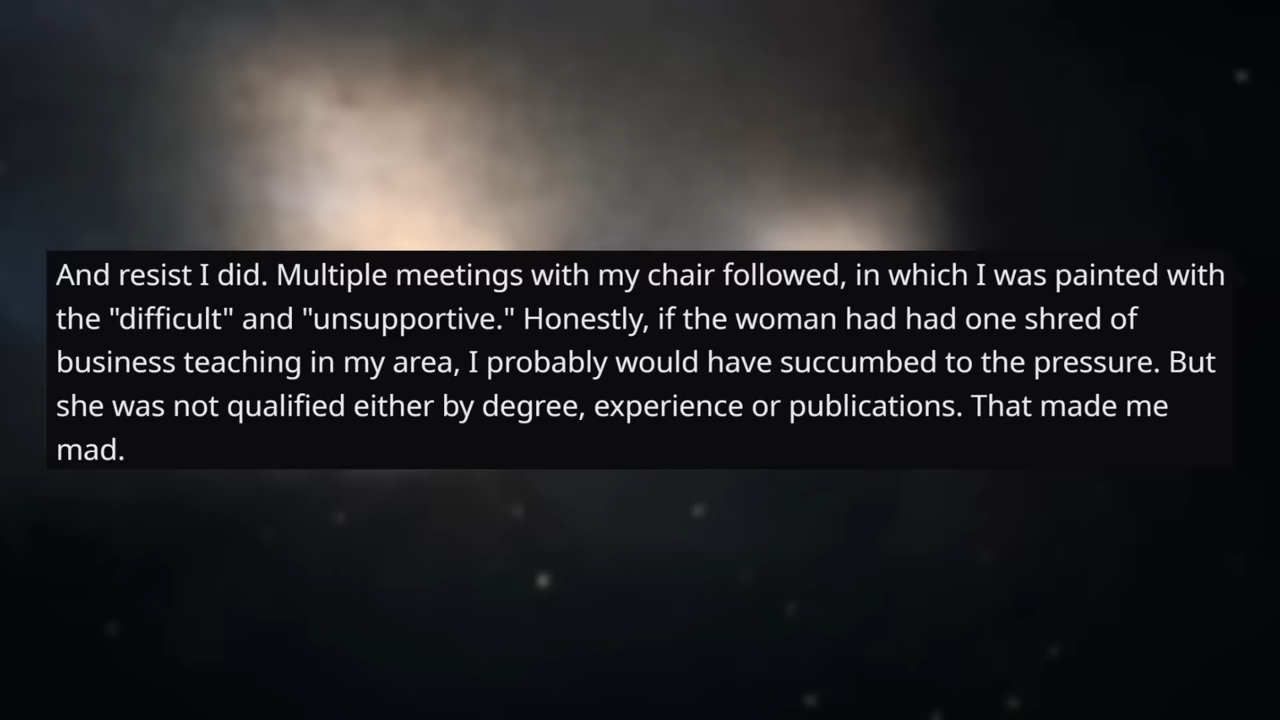 And resist I did. Multiple meetings with my chair followed, in which I was painted with
the "difficult" and "unsupportive." Honestly, if the woman had had one shred of
business teaching in my area, I probably would have succumbed to the pressure. But
she was not qualified either by degree, experience or publications. That made me
mad.